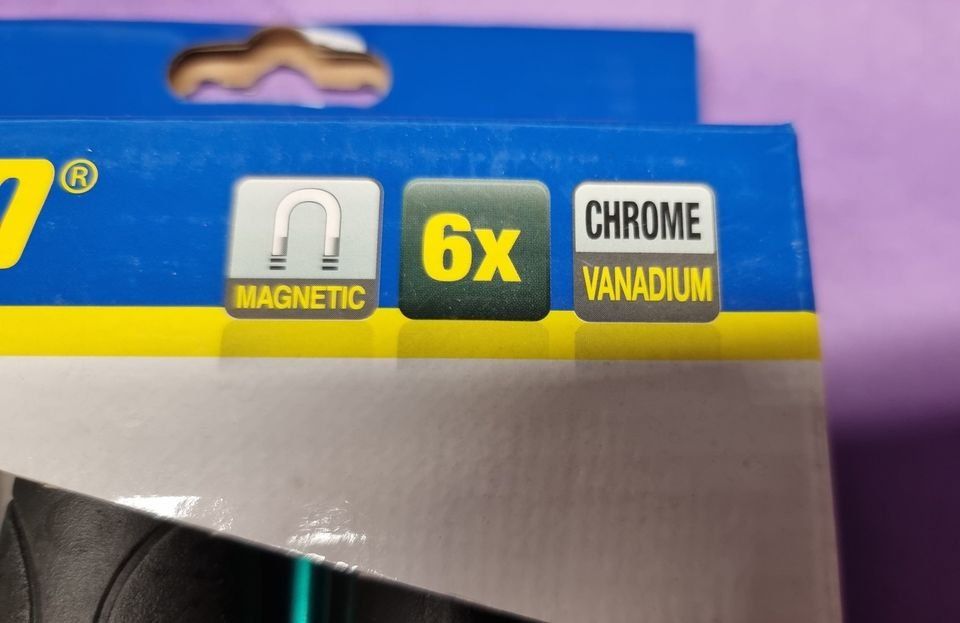 ®
MAGNETIC
6x
CHROME
VANADIUM